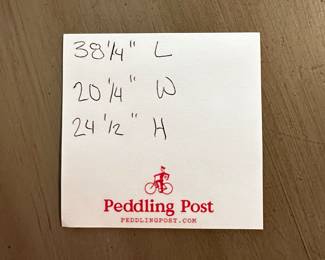 38 1/4" L
20 1/4" W
24 1/2" H
Peddling Post
PEDDLINGPOST.COM